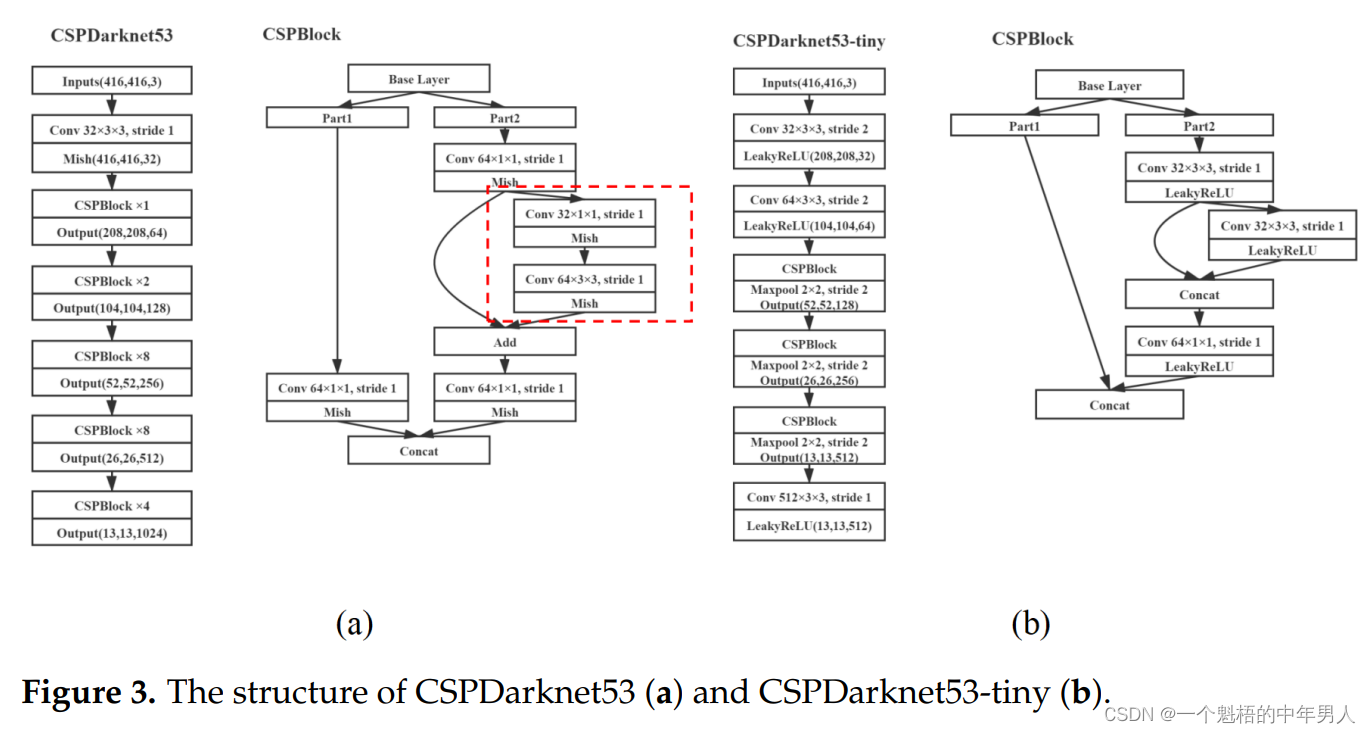 CSPDarknet53
Inputs(416,416,3)
Conv 32×3×3, stride 1
Mish(416,416,32)
CSPBlock ×1
Output(208,208,64)
CSPBlock ×2
Output(104,104,128)
CSPBlock ×8
Output(52,52,256)
CSPBlock ×8
Output(26,26,512)
CSPBlock ×4
Output(13,13,1024)
CSPBlock
Base Layer
Part1
Part2
Conv 64×1×1, stride 1
Mish
Conv 32×1×1, stride 1
Mish
Conv 64×3×3, stride 1
Mish
Add
Conv 64×1×1, stride 1
Mish
Conv 64×1×1, stride 1
Mish
Concat
(a)
CSPDarknet53-tiny
Inputs(416,416,3)
Conv 32×3×3, stride 2
LeakyReLU(208,208,32)
Conv 64×3×3, stride 2
LeakyReLU(104,104,64)
CSPBlock
Maxpool 2×2, stride 2
Output(52,52,128)
CSPBlock
Maxpool 2×2, stride 2
Output(26,26,256)
CSPBlock
Maxpool 2×2, stride 2
Output(13,13,512)
Conv 512×3×3, stride 1
LeakyReLU(13,13,512)
CSPBlock
Base Layer
Part1
Part2
Conv 32×3×3, stride 1
LeakyReLU
Conv 32×3×3, stride 1
LeakyReLU
Concat
Conv 64×1×1, stride 1
LeakyReLU
Concat
(b)
Figure 3. The structure of CSPDarknet53 (a) and CSPDarknet53-tiny (b).
CSDN @一个魁梧的中年男人